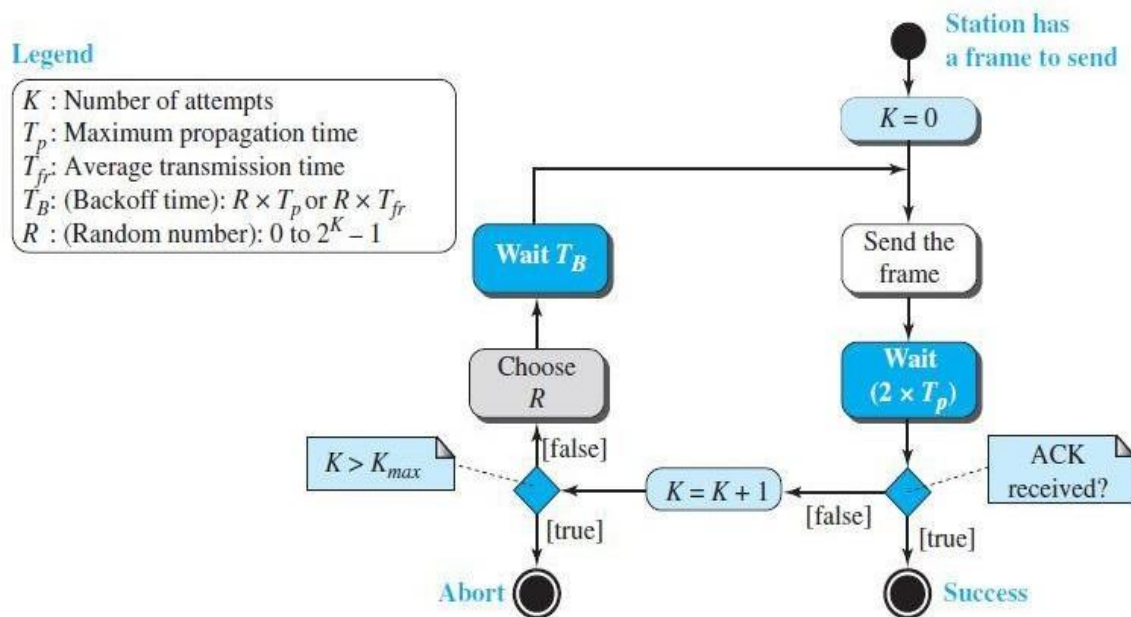 Legend
K : Number of attempts
Tp : Maximum propagation time
Tfr: Average transmission time
TB: (Backoff time): R × Tp or R × Tfr
R : (Random number): 0 to 2^K – 1
Station has
a frame to send
K = 0
Send the
frame
Wait
(2 × Tp)
ACK
received?
[false]
[true]
Success
K = K + 1
K > Kmax
[false]
[true]
Abort
Choose
R
Wait TB